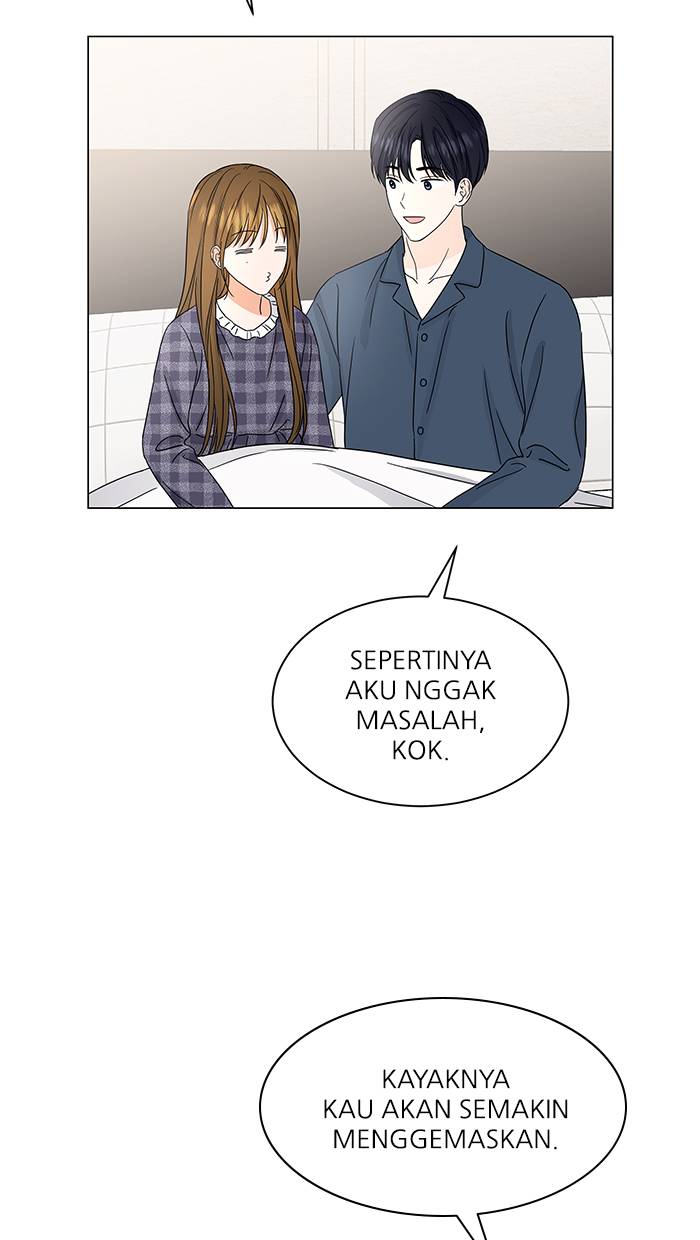 SEPERTINYA
AKU NGGAK
MASALAH,
KOK.
KAYAKNYA
KAU AKAN SEMAKIN
MENGGEMASKAN.